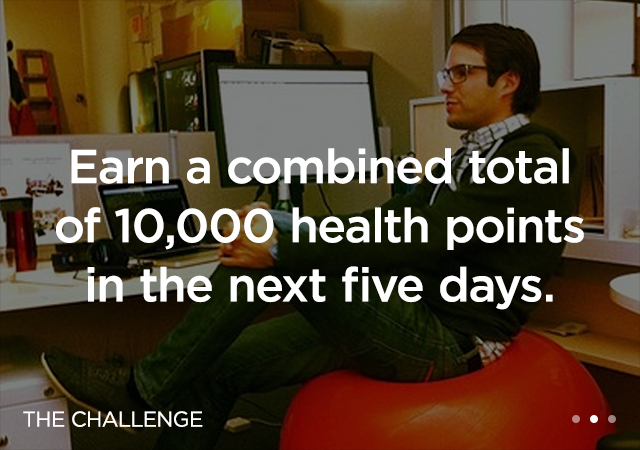 Earn a combined total
of 10,000 health points
in the next five days.
THE CHALLENGE